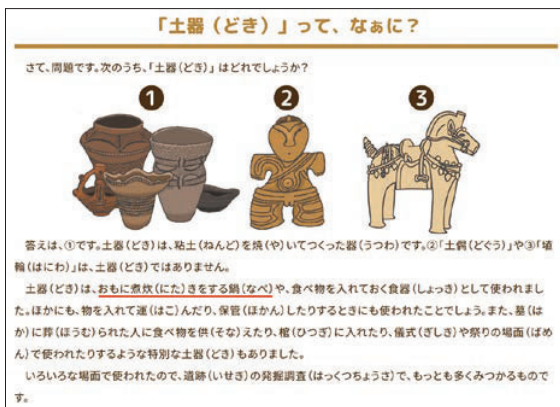 「土器(どき)」って、なぁに?
さて、問題です。次のうち、「土器(どき)」はどれでしょうか?
1
2
3
答えは、①です。土器(どき)は、粘土(ねんど)を焼(や)いてつくった器(うつわ)です。②「土偶(どぐう)」や③「埴
輪(はにわ)」は、土器(どき)ではありません。
土器(どき)は、おもに煮炊(にた)きをする鍋(なべ)や、食べ物を入れておく食器(しょっき)として使われまし
た。ほかにも、物を入れて運(はこ)んだり、保管(ほかん)したりするときにも使われたことでしょう。また、墓(は
か)に葬(ほうむ)られた人に食べ物を供(そな)えたり、棺(ひつぎ)に入れたり、儀式(ぎしき)や祭りの場面(ばめ
ん)で使われたりするような特別な土器(どき)もありました。
いろいろな場面で使われたので、遺跡(いせき)の発掘調査(はっくつちょうさ)で、もっとも多くみつかるもので
す。